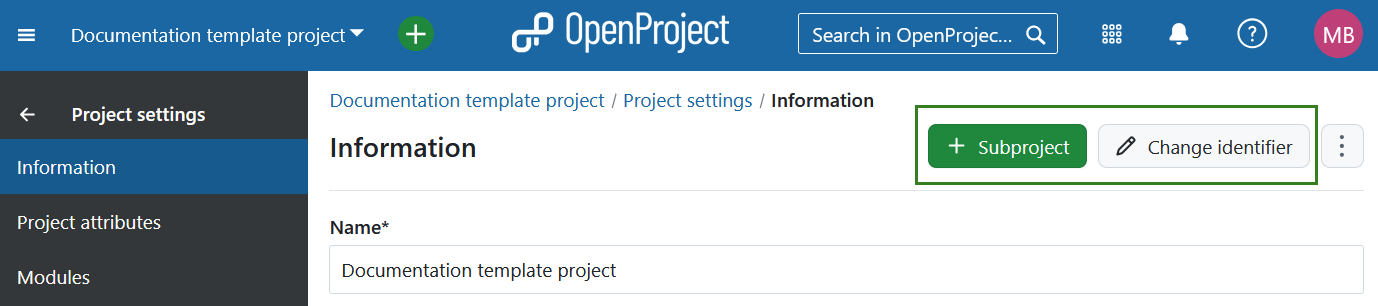 Documentation template project
OpenProject
Search in OpenProjec...
?
MB
Project settings
Information
Project attributes
Modules
Documentation template project / Project settings / Information
Information
+ Subproject
Change identifier
Name*
Documentation template project